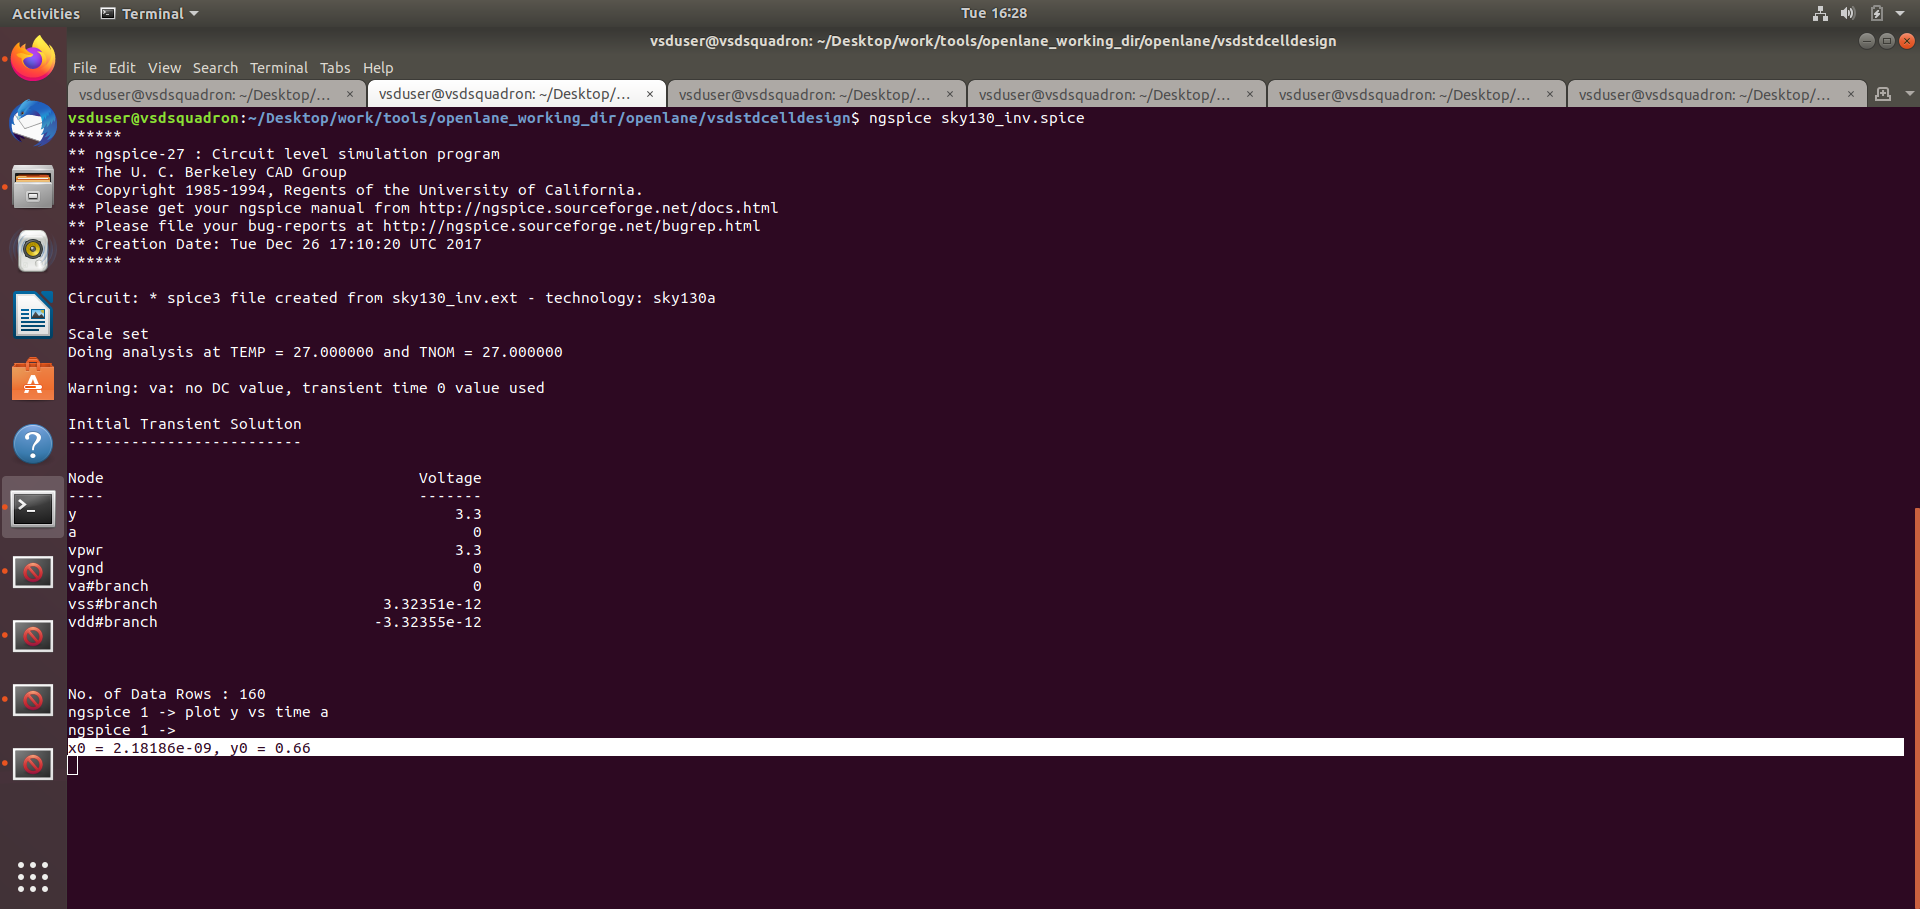 Activities Terminal Tue 16:28
vsduser@vsdsquadron: ~/Desktop/work/tools/openlane_working_dir/openlane/vsdstdcelldesign
File Edit View Search Terminal Tabs Help
vsduser@vsdsquadron: ~/Desktop/... × vsduser@vsdsquadron: ~/Desktop/... × vsduser@vsdsquadron: ~/Desktop/... × vsduser@vsdsquadron: ~/Desktop/... × vsduser@vsdsquadron: ~/Desktop/... × vsduser@vsdsquadron: ~/Desktop/... ×
vsduser@vsdsquadron:~/Desktop/work/tools/openlane_working_dir/openlane/vsdstdcelldesign$ ngspice sky130_inv.spice
******
** ngspice-27 : Circuit level simulation program
** The U. C. Berkeley CAD Group
** Copyright 1985-1994, Regents of the University of California.
** Please get your ngspice manual from http://ngspice.sourceforge.net/docs.html
** Please file your bug-reports at http://ngspice.sourceforge.net/bugrep.html
** Creation Date: Tue Dec 26 17:10:20 UTC 2017
******
Circuit: * spice3 file created from sky130_inv.ext - technology: sky130a
Scale set
Doing analysis at TEMP = 27.000000 and TNOM = 27.000000
Warning: va: no DC value, transient time 0 value used
Initial Transient Solution
--------------------------
Node Voltage
---- -------
y 3.3
a 0
vpwr 3.3
vgnd 0
va#branch 0
vss#branch 3.32351e-12
vdd#branch -3.32355e-12
No. of Data Rows : 160
ngspice 1 -> plot y vs time a
ngspice 1 ->
x0 = 2.18186e-09, y0 = 0.66